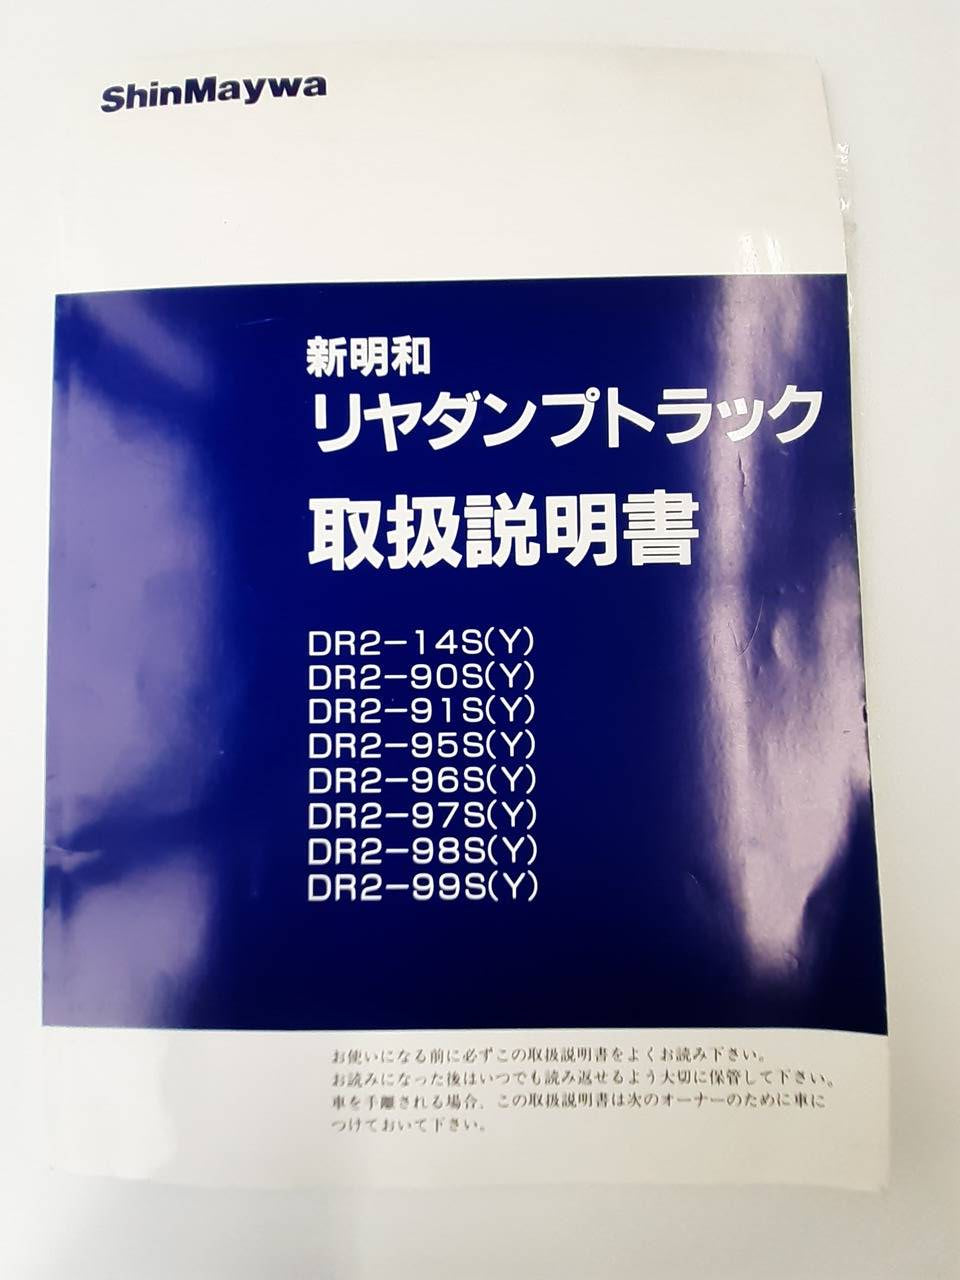 ShinMaywa
新明和
リヤダンプトラック
取扱説明書
DR2-14S(Y)
DR2-90S(Y)
DR2-91S(Y)
DR2-95S(Y)
DR2-96S(Y)
DR2-97S(Y)
DR2-98S(Y)
DR2-99S(Y)
お使いになる前に必ずこの取扱説明書をよくお読み下さい。
お読みになった後はいつでも読み返せるよう大切に保管して下さい。
車を手離される場合、この取扱説明書は次のオーナーのために車に
つけておいて下さい。